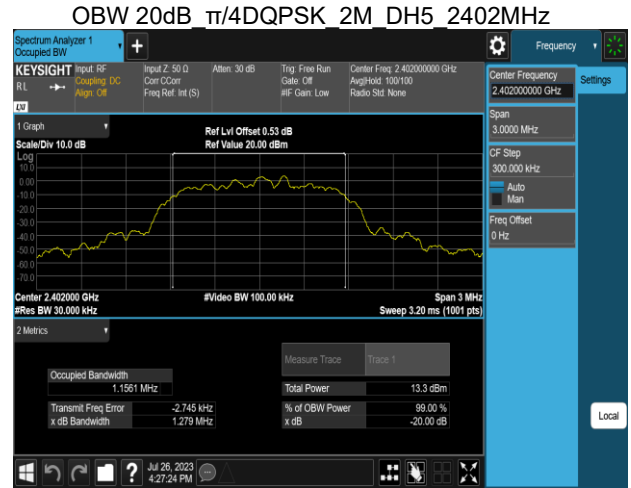 OBW 20dB_π/4DQPSK_2M_DH5_2402MHz
Spectrum Analyzer 1
Occupied BW
Frequency
KEYSIGHT Input: RF
RL
Coupling: DC
Align: Off
Input Z: 50 Ω
Corr CCorr
Freq Ref: Int (S)
Atten: 30 dB
Trig: Free Run
Gate: Off
#IF Gain: Low
Center Freq: 2.402000000 GHz
Avg|Hold: 100/100
Radio Std: None
LXI
Center Frequency
2.402000000 GHz
Settings
Span
3.0000 MHz
CF Step
300.000 kHz
Auto
Man
Freq Offset
0 Hz
1 Graph
Scale/Div 10.0 dB
Ref Lvl Offset 0.53 dB
Ref Value 20.00 dBm
Log
10.0
0.00
-10.0
-20.0
-30.0
-40.0
-50.0
-60.0
-70.0
Center 2.402000 GHz
#Res BW 30.000 kHz
#Video BW 100.00 kHz
Span 3 MHz
Sweep 3.20 ms (1001 pts)
2 Metrics
Measure Trace Trace 1
Occupied Bandwidth
1.1561 MHz
Total Power 13.3 dBm
Transmit Freq Error -2.745 kHz
x dB Bandwidth 1.279 MHz
% of OBW Power 99.00 %
x dB -20.00 dB
Local
Jul 26, 2023
4:27:24 PM